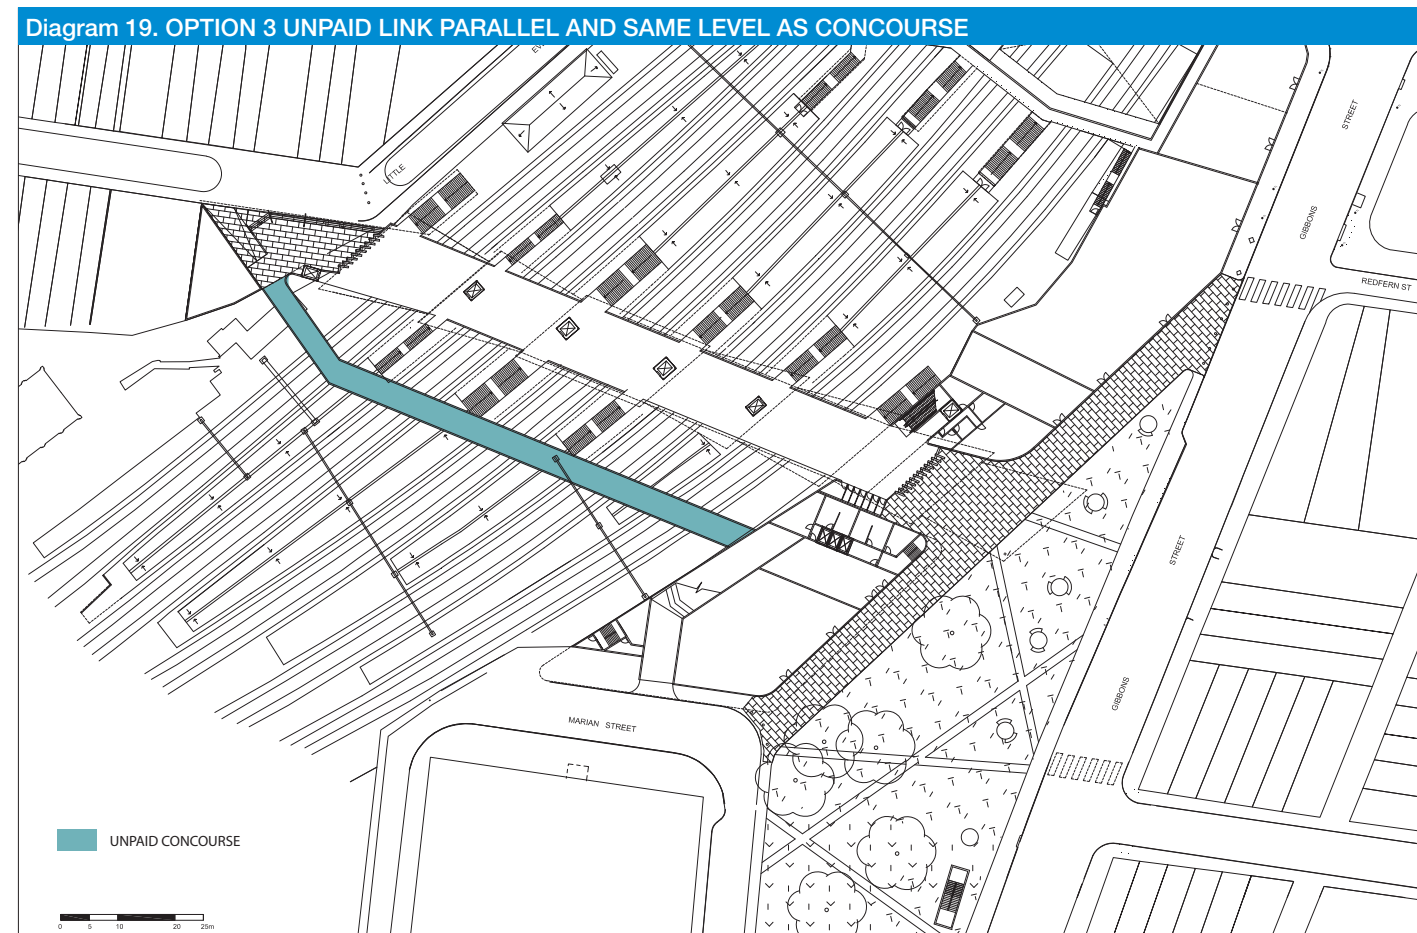 Diagram 19. OPTION 3 UNPAID LINK PARALLEL AND SAME LEVEL AS CONCOURSE
LITTLE
STREET
GIBBONS
REDFERN ST
STREET
GIBBONS
MARIAN STREET
UNPAID CONCOURSE
0 5 10 20 25m